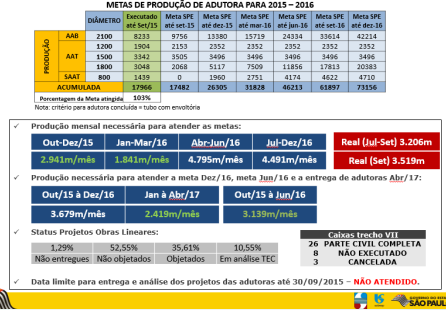 METAS DE PRODUÇÃO DE ADUTORA PARA 2015 – 2016
DIÂMETRO Executado até Set/15 Meta SPE até set-15 Meta SPE até dez-15 Meta SPE até mar-16 Meta SPE até jun-16 Meta SPE até set-16 Meta SPE até dez-16
PRODUÇÃO
AAB 2100 8233 9756 13380 15719 24334 33614 42214
AAT
1200 1904 2153 2352 2352 2352 2352 2352
1500 3342 3505 3496 3496 3496 3496 3496
1800 3048 2068 5117 7509 11856 17813 20383
SAAT 800 1439 0 1960 2751 4174 4622 4710
ACUMULADA 17966 17482 26305 31828 46213 61897 73156
Porcentagem da Meta atingida 103%
Nota: critério para adutora concluída = tubo com envoltória
✓ Produção mensal necessária para atender as metas:
Out-Dez/15 Jan-Mar/16 Abr-Jun/16 Jul-Dez/16 Real (Jul-Set) 3.206m
2.941m/mês 1.841m/mês 4.795m/mês 4.491m/mês Real (Set) 3.519m
✓ Produção necessária para atender a meta Dez/16, meta Jun/16 e a entrega de adutoras Abr/17:
Out/15 à Dez/16 Jan à Abr/17 Out/15 à Jun/16
3.679m/mês 2.419m/mês 3.139m/mês
✓ Status Projetos Obras Lineares:
1,29% 52,55% 35,61% 10,55%
Não entregues Não objetados Objetados Em análise TEC
Caixas trecho VII
26 PARTE CIVIL COMPLETA
8 NÃO EXECUTADO
3 CANCELADA
✓ Data limite para entrega e análise dos projetos das adutoras até 30/09/2015 – NÃO ATENDIDO.
SÃO PAULO